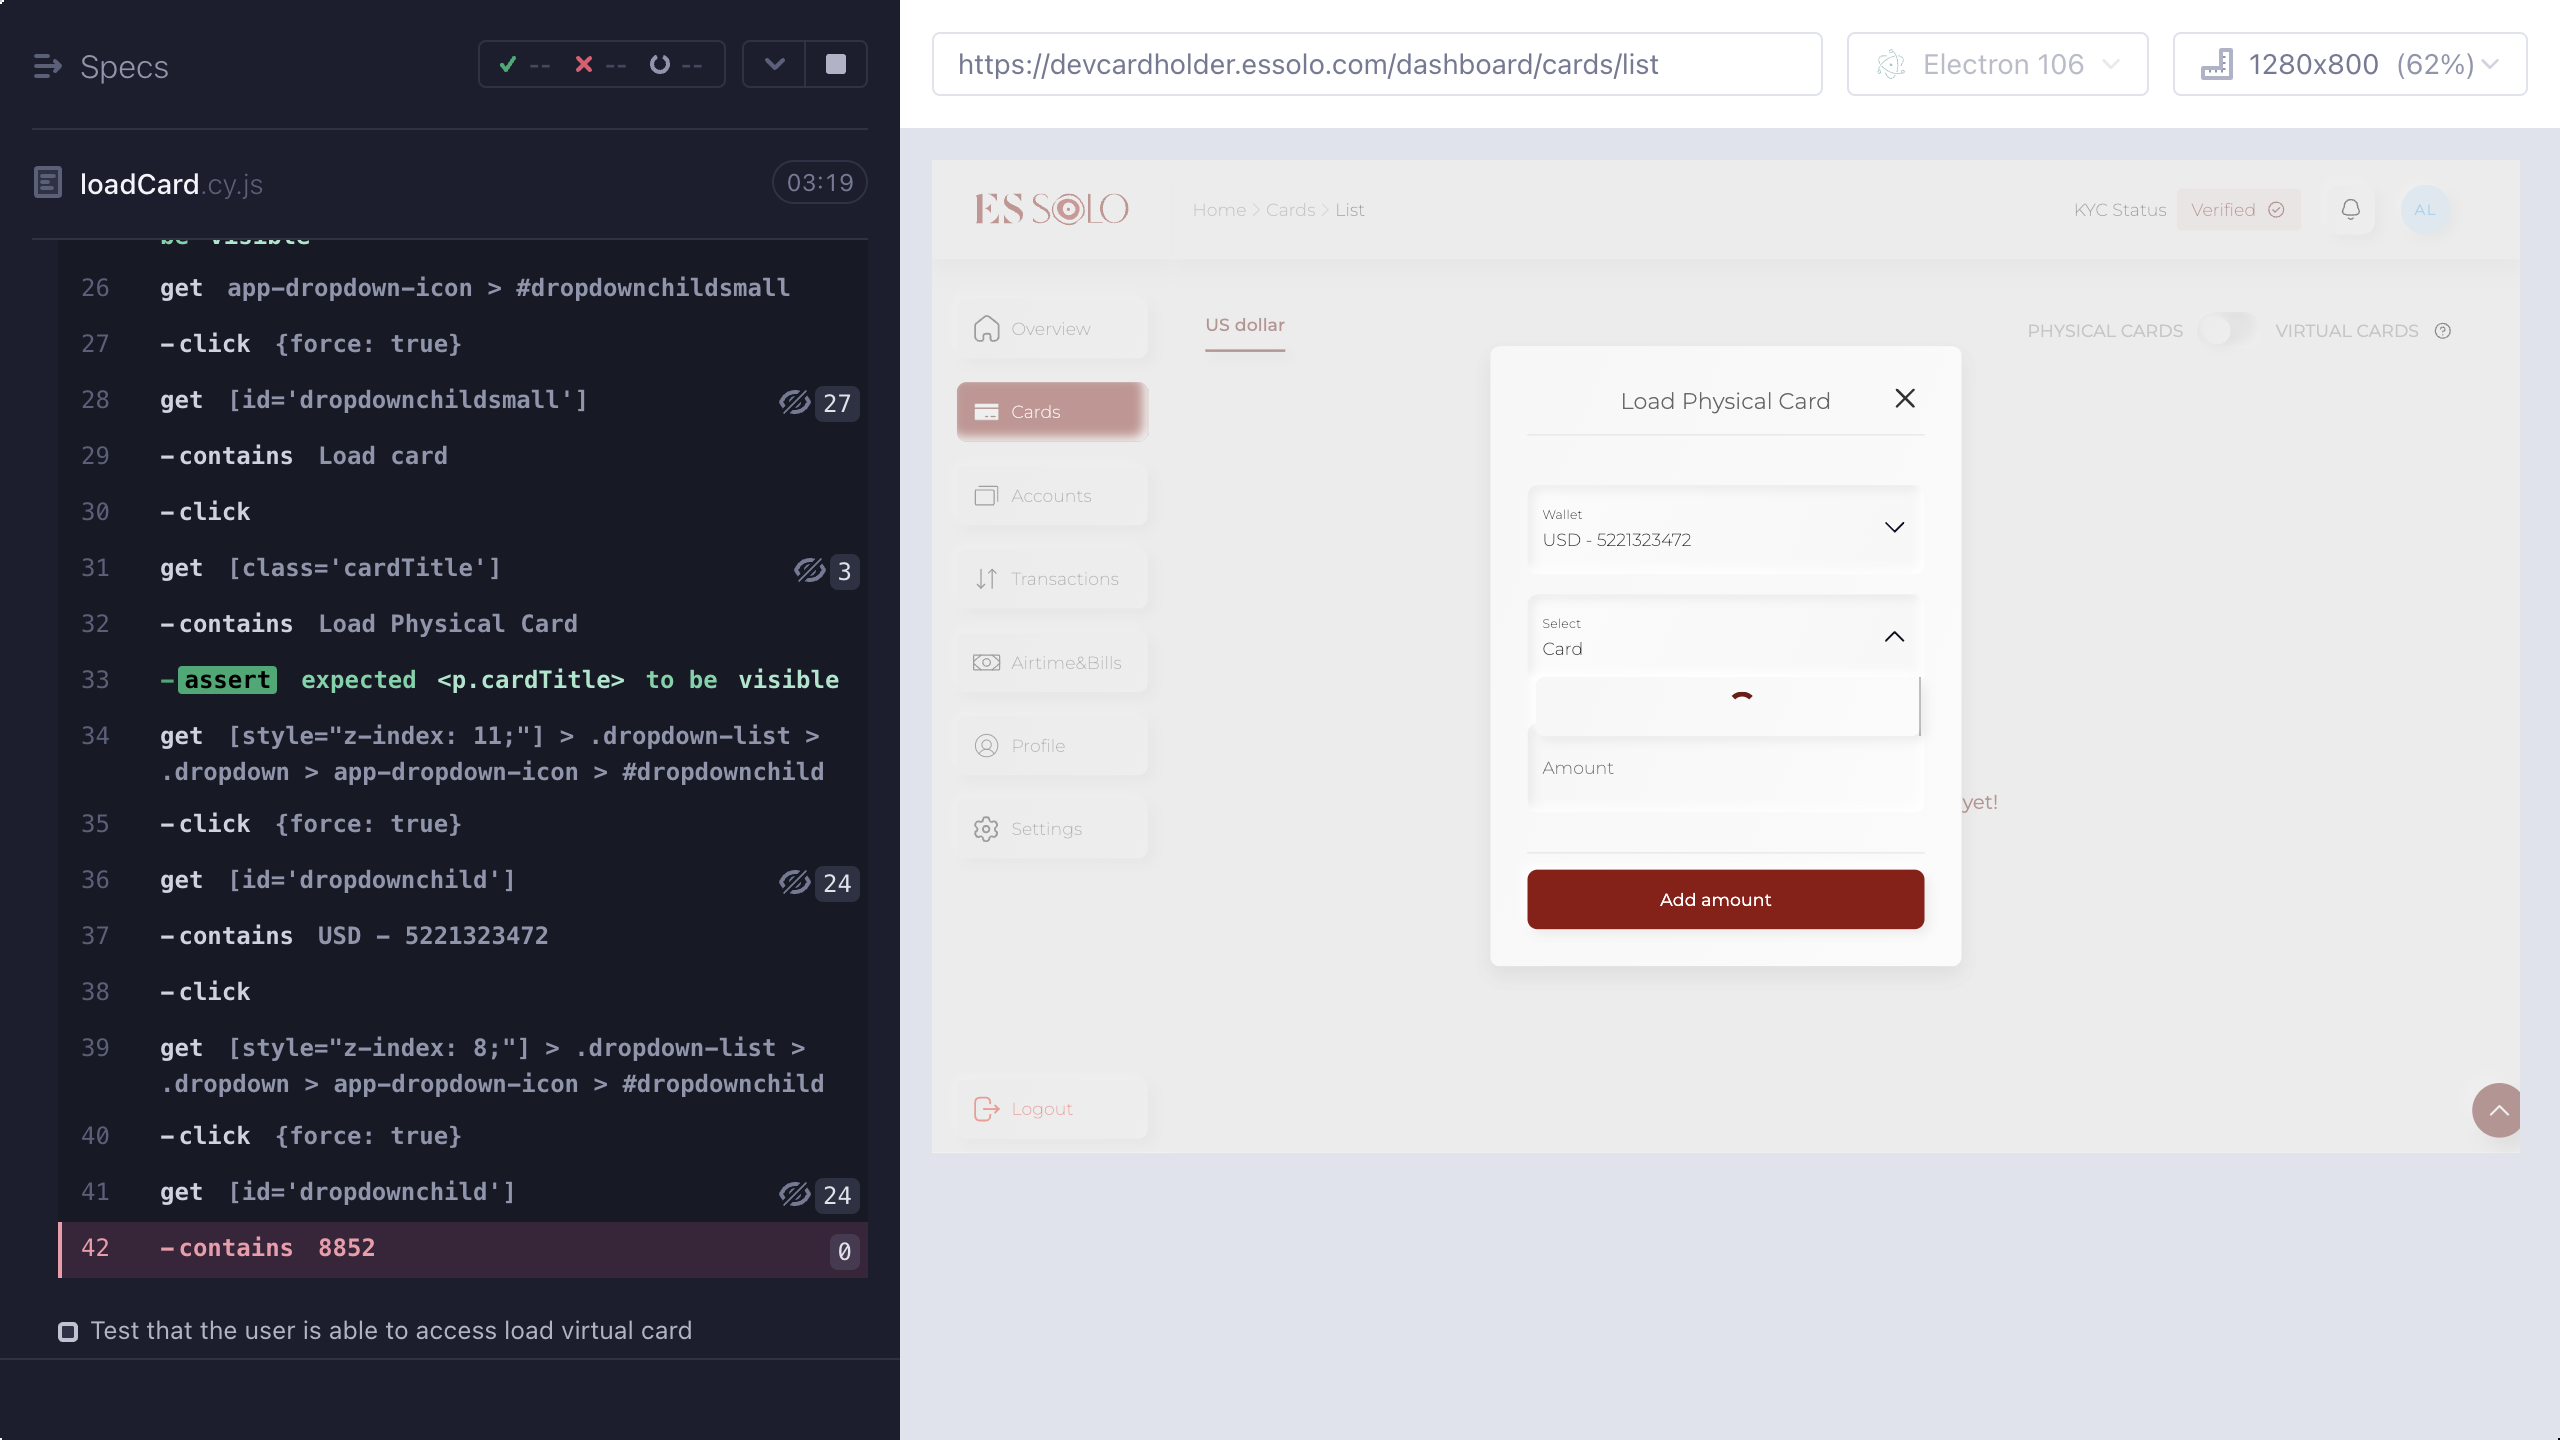 Specs
-- -- --
loadCard.cy.js
03:19
be visible
26 get app-dropdown-icon > #dropdownchildsmall
27 -click {force: true}
28 get [id='dropdownchildsmall'] 27
29 -contains Load card
30 -click
31 get [class='cardTitle'] 3
32 -contains Load Physical Card
33 -assert expected <p.cardTitle> to be visible
34 get [style="z-index: 11;"] > .dropdown-list >
.dropdown > app-dropdown-icon > #dropdownchild
35 -click {force: true}
36 get [id='dropdownchild'] 24
37 -contains USD - 5221323472
38 -click
39 get [style="z-index: 8;"] > .dropdown-list >
.dropdown > app-dropdown-icon > #dropdownchild
40 -click {force: true}
41 get [id='dropdownchild'] 24
42 -contains 8852 0
Test that the user is able to access load virtual card
https://devcardholder.essolo.com/dashboard/cards/list
Electron 106
1280x800 (62%)
ES SOLO
Home > Cards > List
KYC Status
Verified
AL
Overview
Cards
Accounts
Transactions
Airtime&Bills
Profile
Settings
Logout
US dollar
PHYSICAL CARDS
VIRTUAL CARDS
Load Physical Card
Wallet
USD - 5221323472
Select
Card
Amount
yet!
Add amount